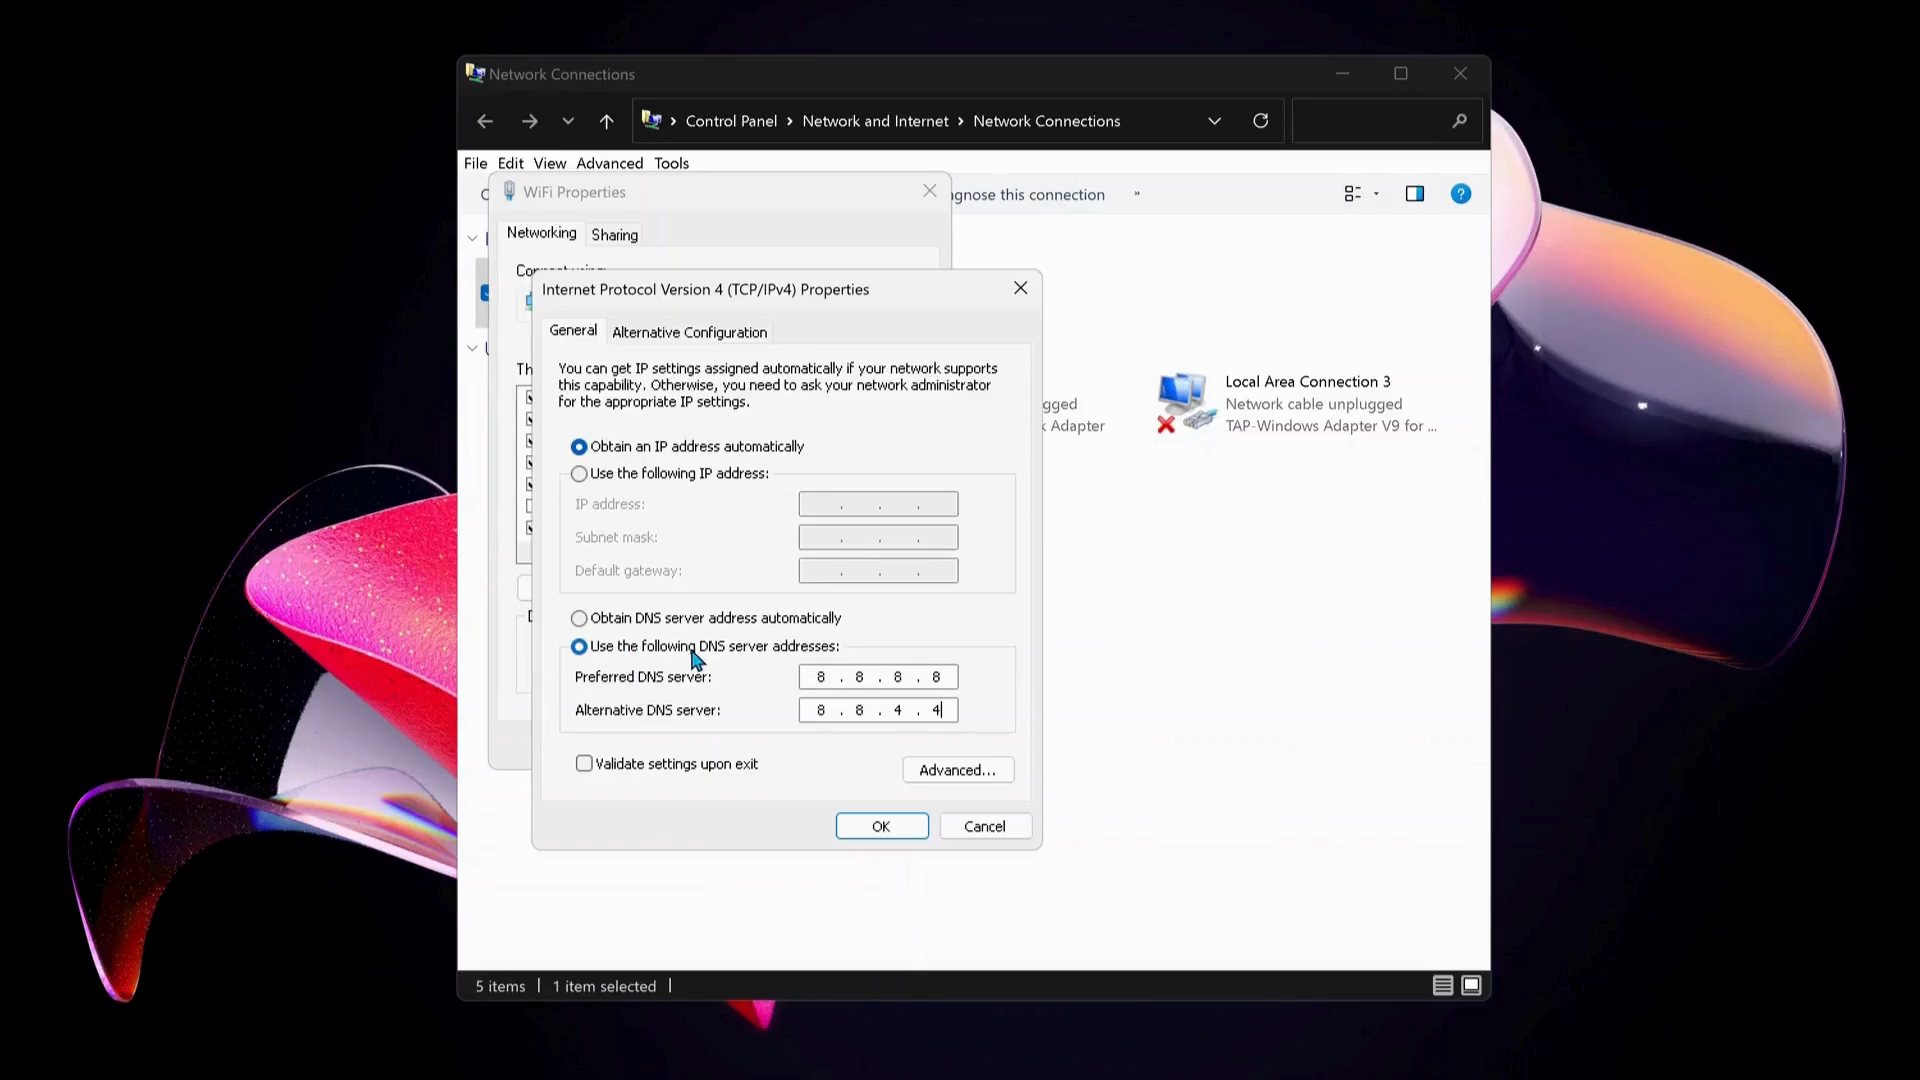 Network Connections
Control Panel > Network and Internet > Network Connections
File Edit View Advanced Tools
WiFi Properties
this connection »
Networking Sharing
Internet Protocol Version 4 (TCP/IPv4) Properties
General Alternative Configuration
You can get IP settings assigned automatically if your network supports
this capability. Otherwise, you need to ask your network administrator
for the appropriate IP settings.
Local Area Connection 3
Network cable unplugged
Adapter
TAP-Windows Adapter V9 for ...
Obtain an IP address automatically
Use the following IP address:
IP address: . . .
Subnet mask: . . .
Default gateway: . . .
Obtain DNS server address automatically
Use the following DNS server addresses:
Preferred DNS server: 8 . 8 . 8 . 8
Alternative DNS server: 8 . 8 . 4 . 4
Validate settings upon exit
Advanced...
OK Cancel
5 items 1 item selected